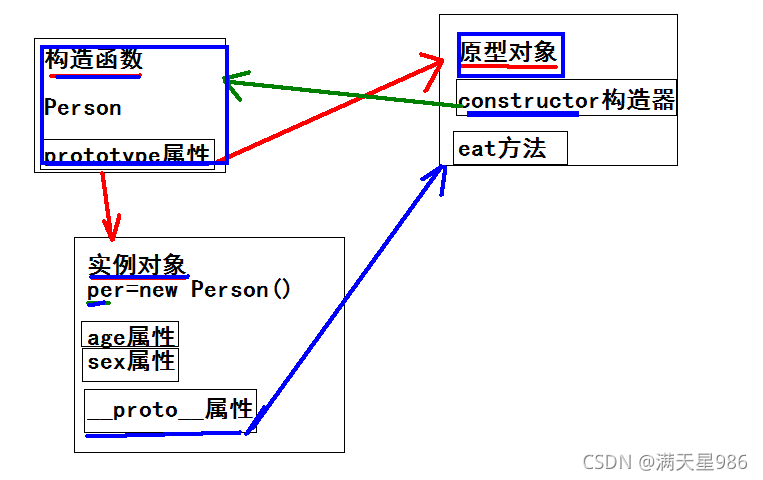 构造函数
Person
prototype属性
原型对象
constructor构造器
eat方法
实例对象
per=new Person()
age属性
sex属性
__proto__属性
CSDN @满天星986